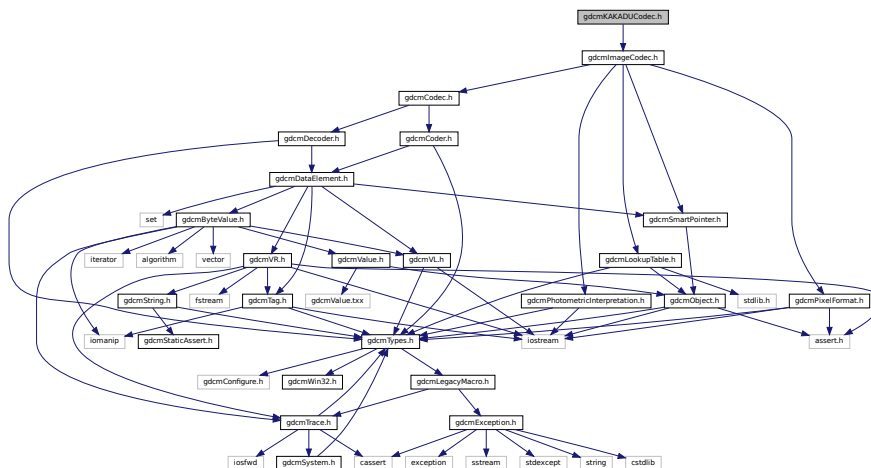 gdcmKAKADUCodec.h
gdcmImageCodec.h
gdcmCodec.h
gdcmDecoder.h
gdcmCoder.h
gdcmDataElement.h
set
gdcmByteValue.h
gdcmSmartPointer.h
iterator
algorithm
vector
gdcmVR.h
gdcmValue.h
gdcmVL.h
gdcmLookupTable.h
gdcmString.h
fstream
gdcmTag.h
gdcmValue.txx
gdcmPhotometricInterpretation.h
gdcmObject.h
stdlib.h
gdcmPixelFormat.h
iomanip
gdcmStaticAssert.h
gdcmTypes.h
iostream
assert.h
gdcmConfigure.h
gdcmWin32.h
gdcmLegacyMacro.h
gdcmTrace.h
gdcmException.h
iosfwd
gdcmSystem.h
cassert
exception
sstream
stdexcept
string
cstdlib